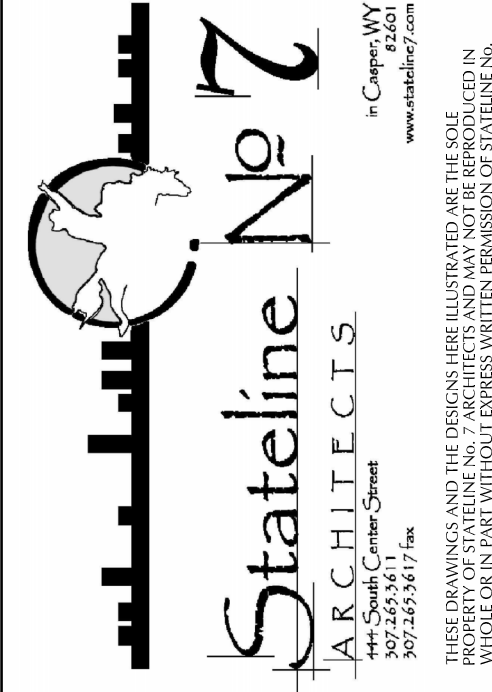 Stateline No 7
ARCHITECTS
444 South Center Street
307.265.3611
307.265.3617 fax
in Casper, WY
82601
www.stateline7.com
THESE DRAWINGS AND THE DESIGNS HERE ILLUSTRATED ARE THE SOLE
PROPERTY OF STATELINE No. 7 ARCHITECTS AND MAY NOT BE REPRODUCED IN
WHOLE OR IN PART WITHOUT EXPRESS WRITTEN PERMISSION OF STATELINE No.